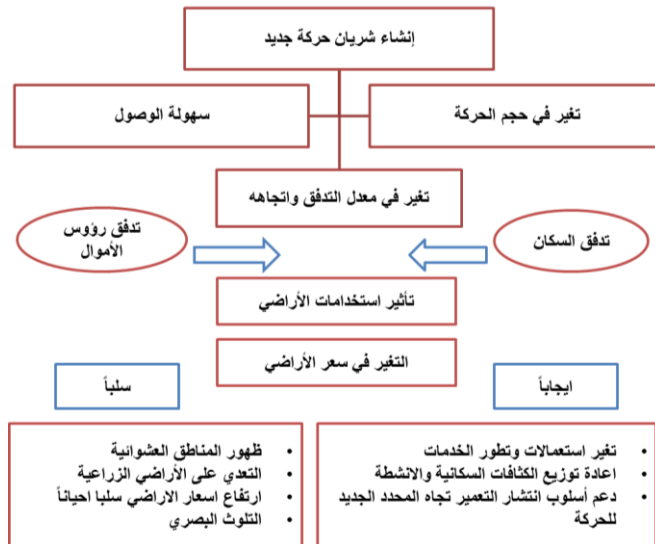 إنشاء شريان حركة جديد
تغير في حجم الحركة
سهولة الوصول
تغير في معدل التدفق واتجاهه
تدفق السكان
تدفق رؤوس
الأموال
تأثير استخدامات الأراضي
التغير في سعر الأراضي
ايجاباً
سلباً
• تغير استعمالات وتطور الخدمات
• اعادة توزيع الكثافات السكانية والانشطة
• دعم أسلوب انتشار التعمير تجاه المحدد الجديد
للحركة
• ظهور المناطق العشوائية
• التعدي على الأراضي الزراعية
• ارتفاع اسعار الاراضي سلبا احياناً
• التلوث البصري